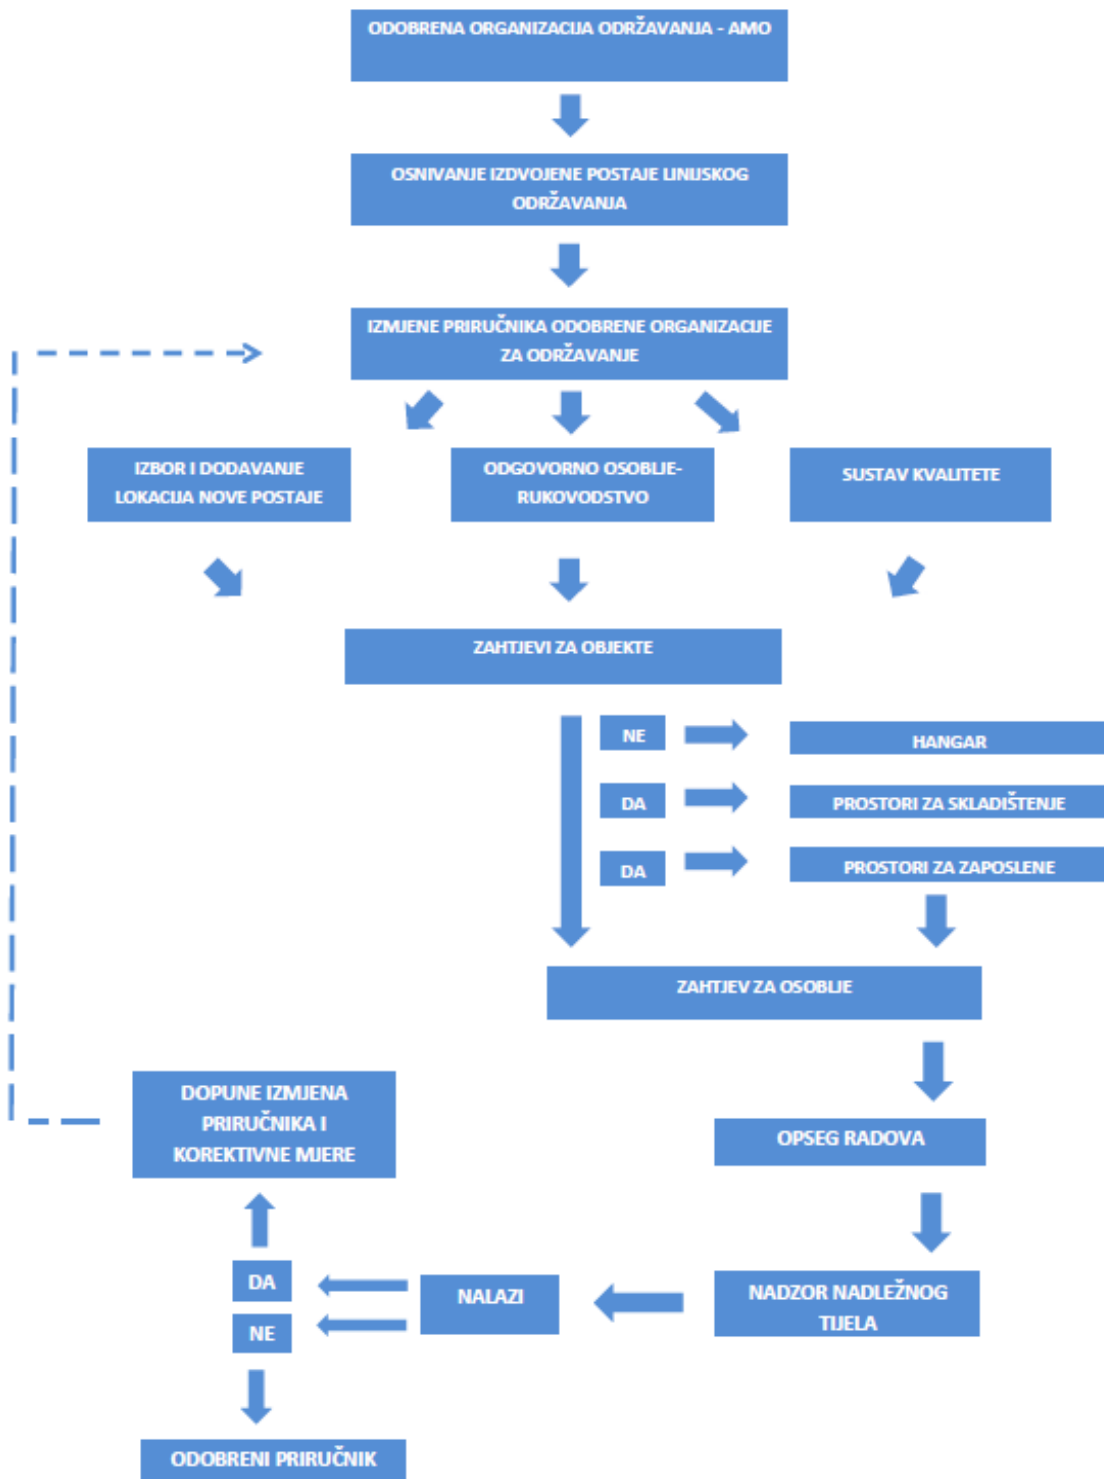 ODOBRENA ORGANIZACIJA ODRŽAVANJA - AMO
OSNIVANJE IZDVOJENE POSTAJE LINIJSKOG
ODRŽAVANJA
IZMJENE PRIRUČNIKA ODOBRENE ORGANIZACIJE
ZA ODRŽAVANJE
IZBOR I DODAVANJE
LOKACIJA NOVE POSTAJE
ODGOVORNO OSOBLJE-
RUKOVODSTVO
SUSTAV KVALITETE
ZAHTJEVI ZA OBJEKTE
NE
HANGAR
DA
PROSTORI ZA SKLADIŠTENJE
DA
PROSTORI ZA ZAPOSLENE
ZAHTJEV ZA OSOBLJE
OPSEG RADOVA
NADZOR NADLEŽNOG
TIJELA
NALAZI
DA
NE
DOPUNE IZMJENA
PRIRUČNIKA I
KOREKTIVNE MJERE
ODOBRENI PRIRUČNIK